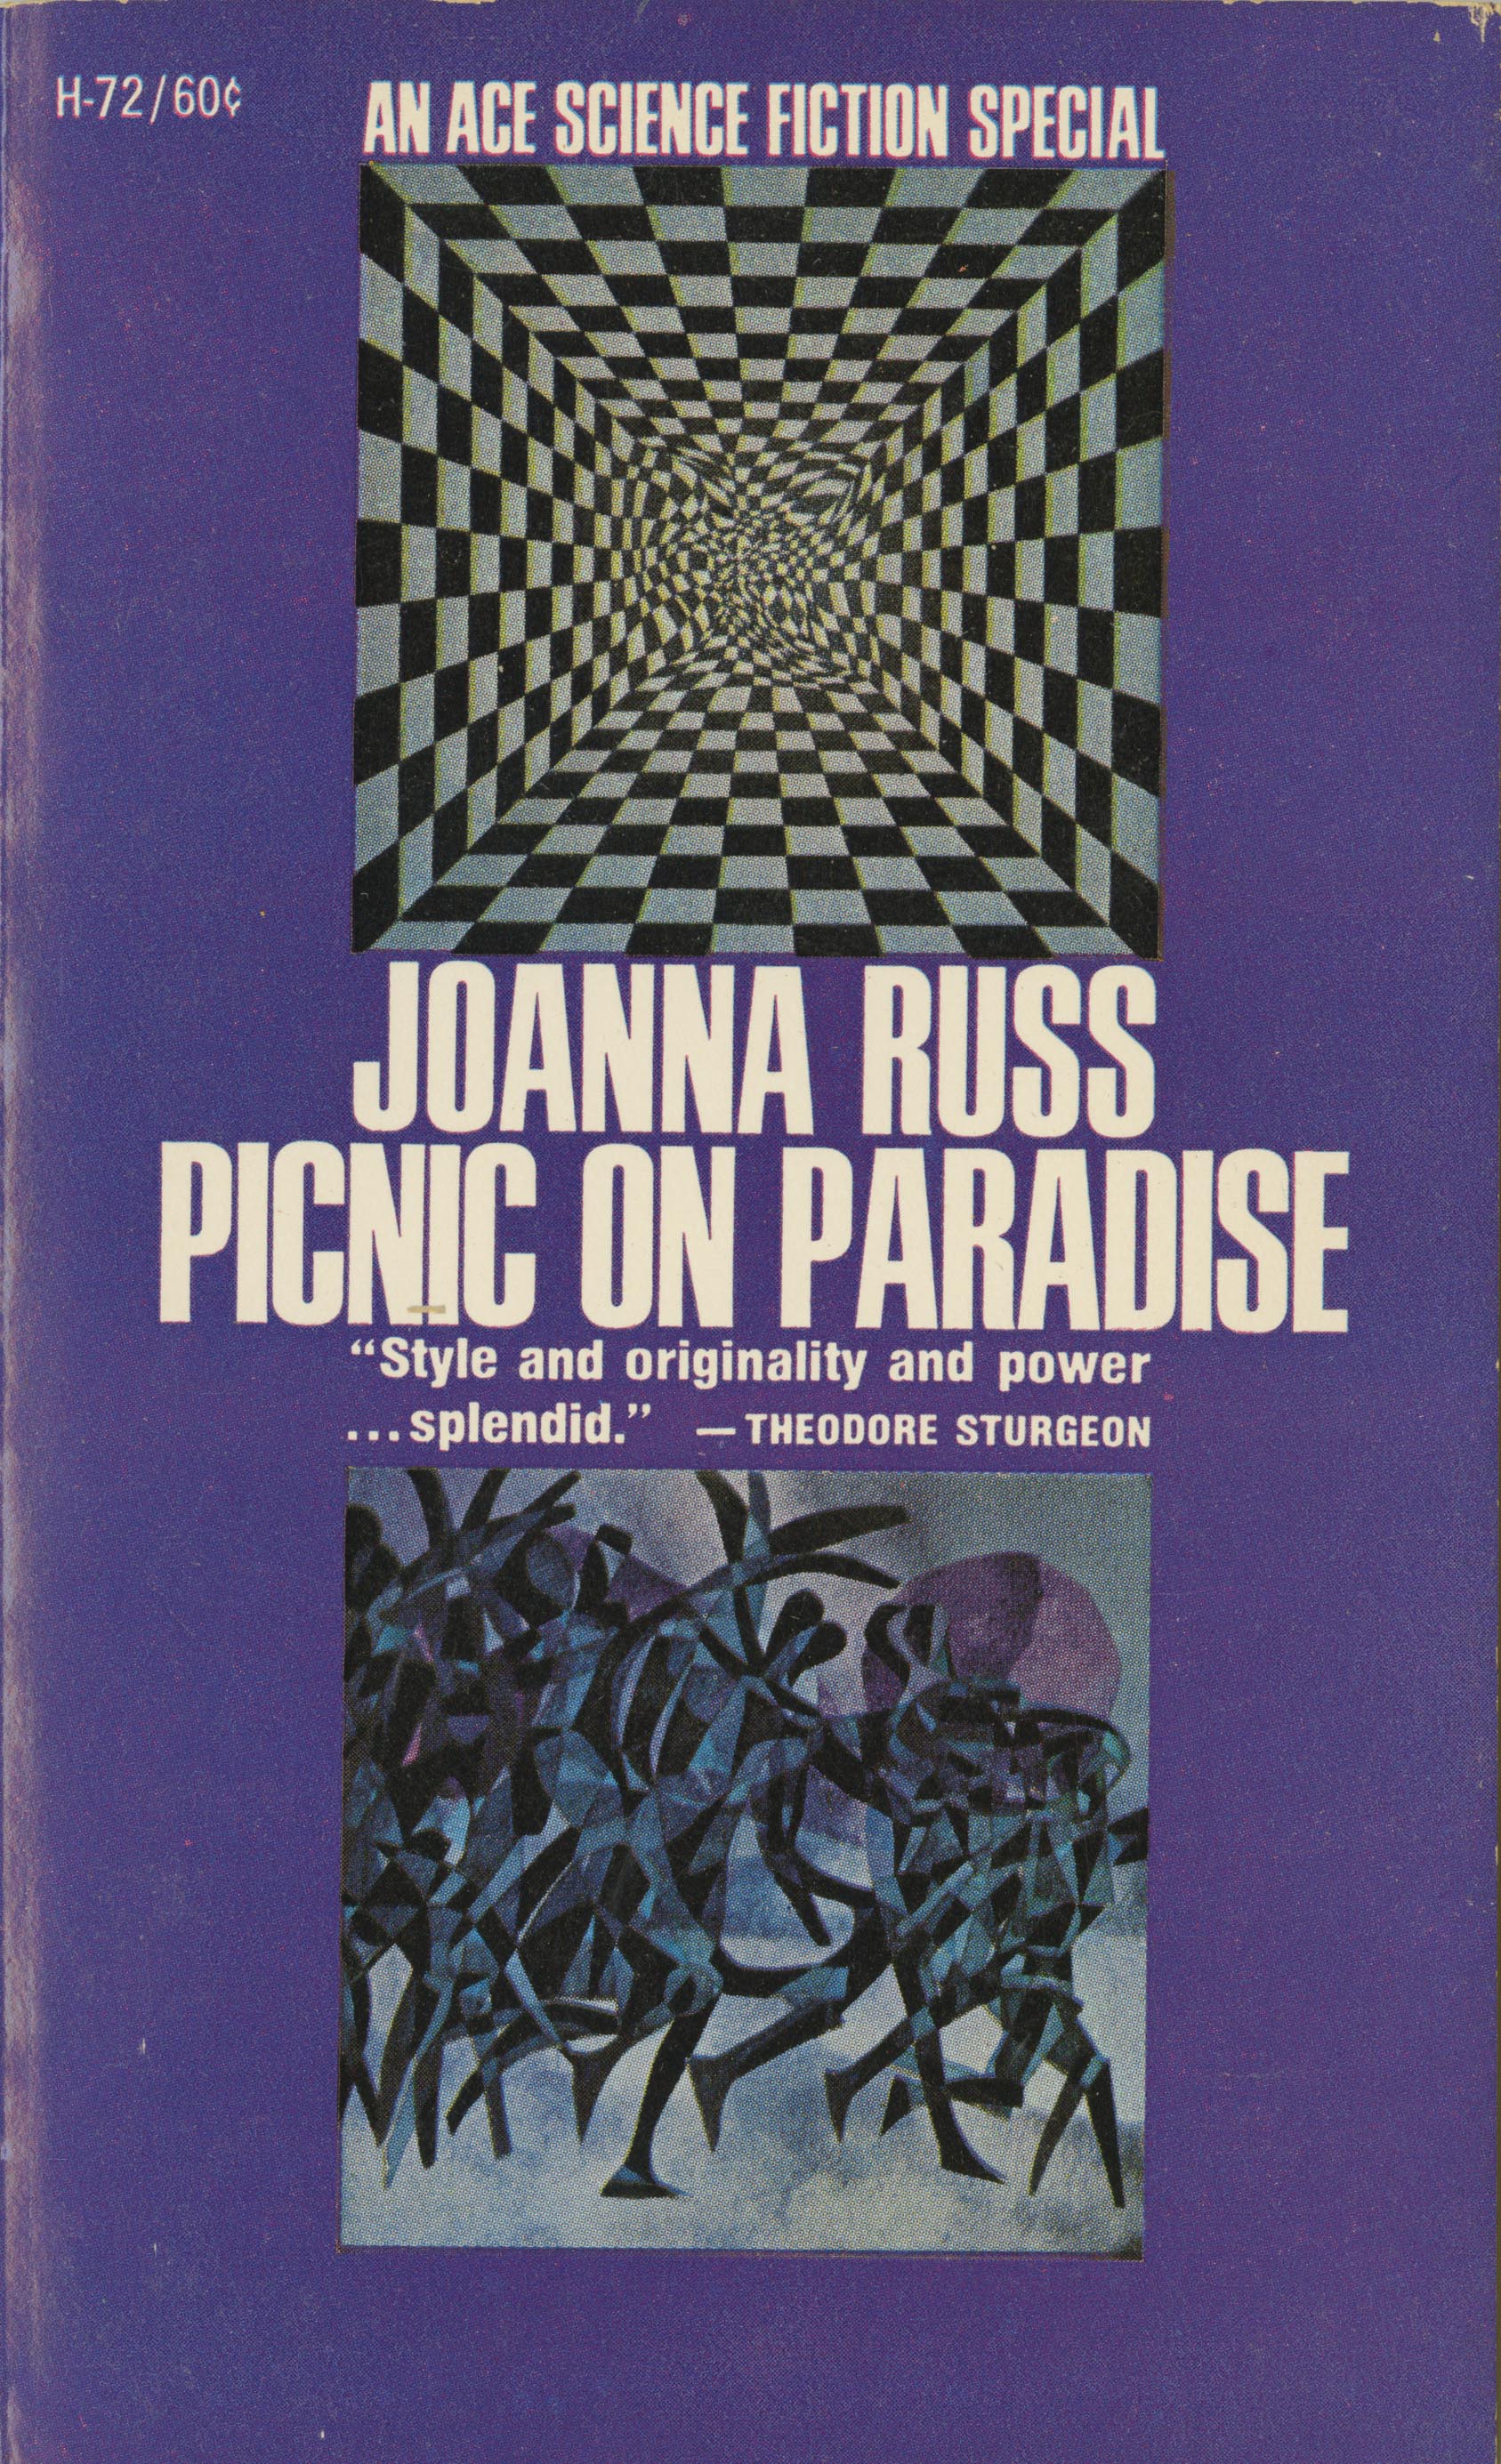 H-72/60¢
AN ACE SCIENCE FICTION SPECIAL
JOANNA RUSS
PICNIC ON PARADISE
“Style and originality and power
...splendid.” —THEODORE STURGEON